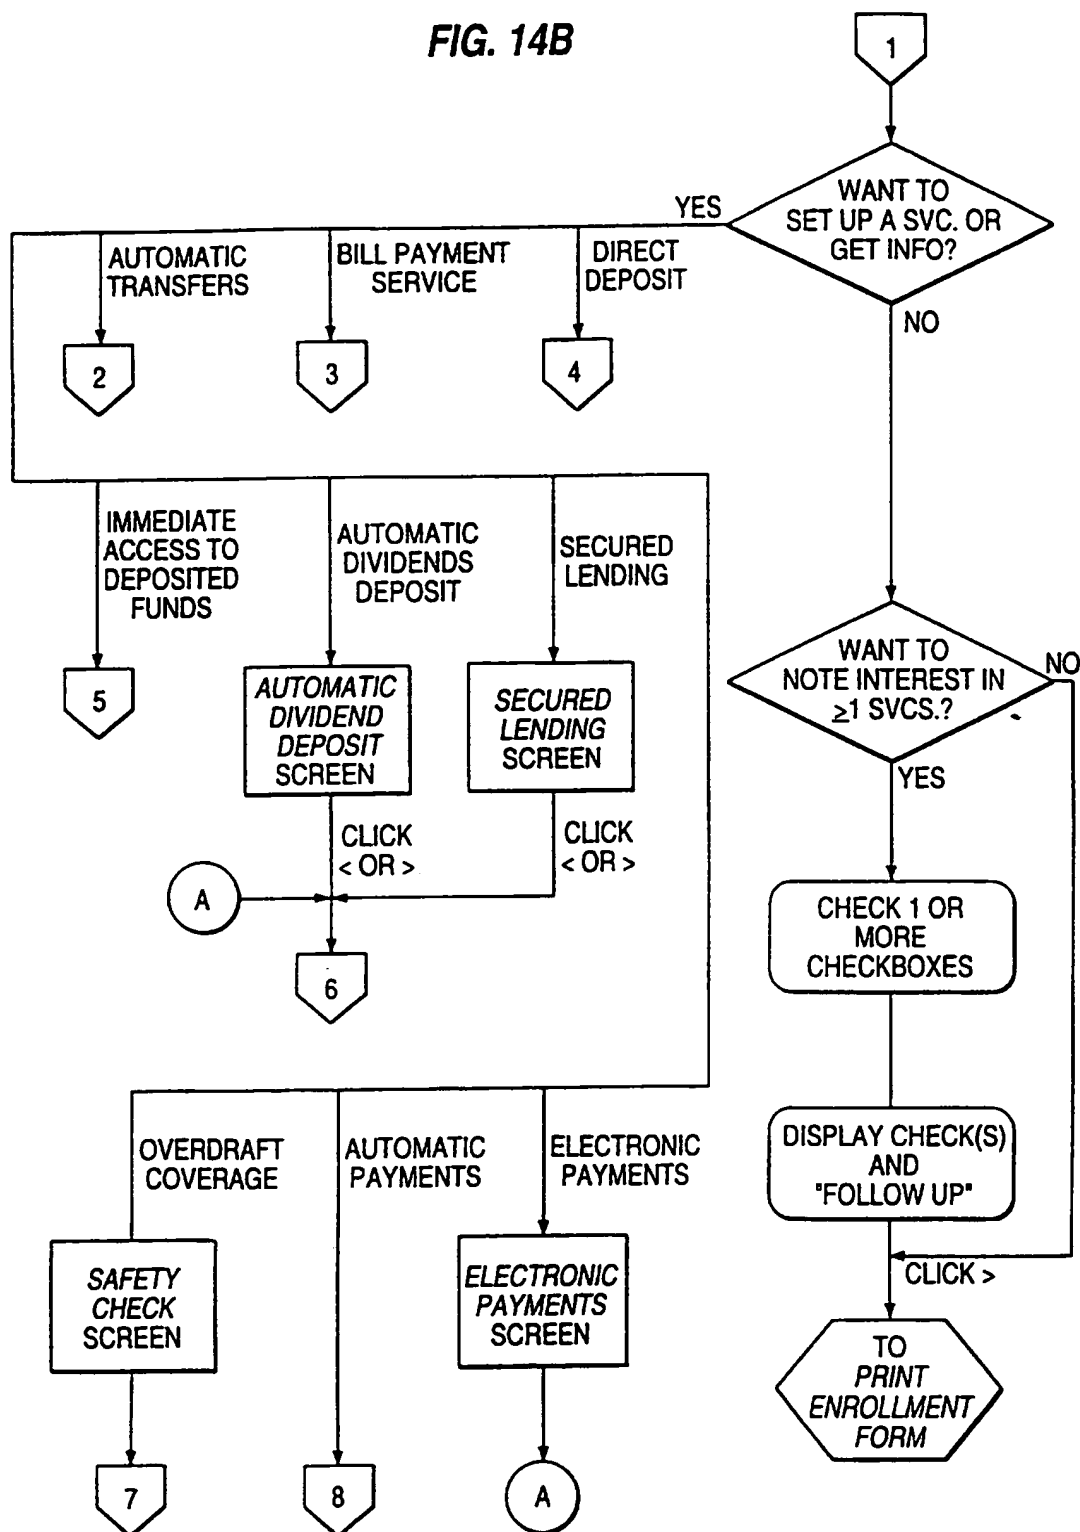 FIG. 14B
1
WANT TO
SET UP A SVC. OR
GET INFO?
YES
NO
AUTOMATIC
TRANSFERS
BILL PAYMENT
SERVICE
DIRECT
DEPOSIT
2
3
4
IMMEDIATE
ACCESS TO
DEPOSITED
FUNDS
AUTOMATIC
DIVIDENDS
DEPOSIT
SECURED
LENDING
5
AUTOMATIC
DIVIDEND
DEPOSIT
SCREEN
SECURED
LENDING
SCREEN
CLICK
< OR >
CLICK
< OR >
A
6
WANT TO
NOTE INTEREST IN
≥1 SVCS.?
NO
YES
CHECK 1 OR
MORE
CHECKBOXES
DISPLAY CHECK(S)
AND
"FOLLOW UP"
CLICK >
TO
PRINT
ENROLLMENT
FORM
OVERDRAFT
COVERAGE
AUTOMATIC
PAYMENTS
ELECTRONIC
PAYMENTS
SAFETY
CHECK
SCREEN
ELECTRONIC
PAYMENTS
SCREEN
7
8
A